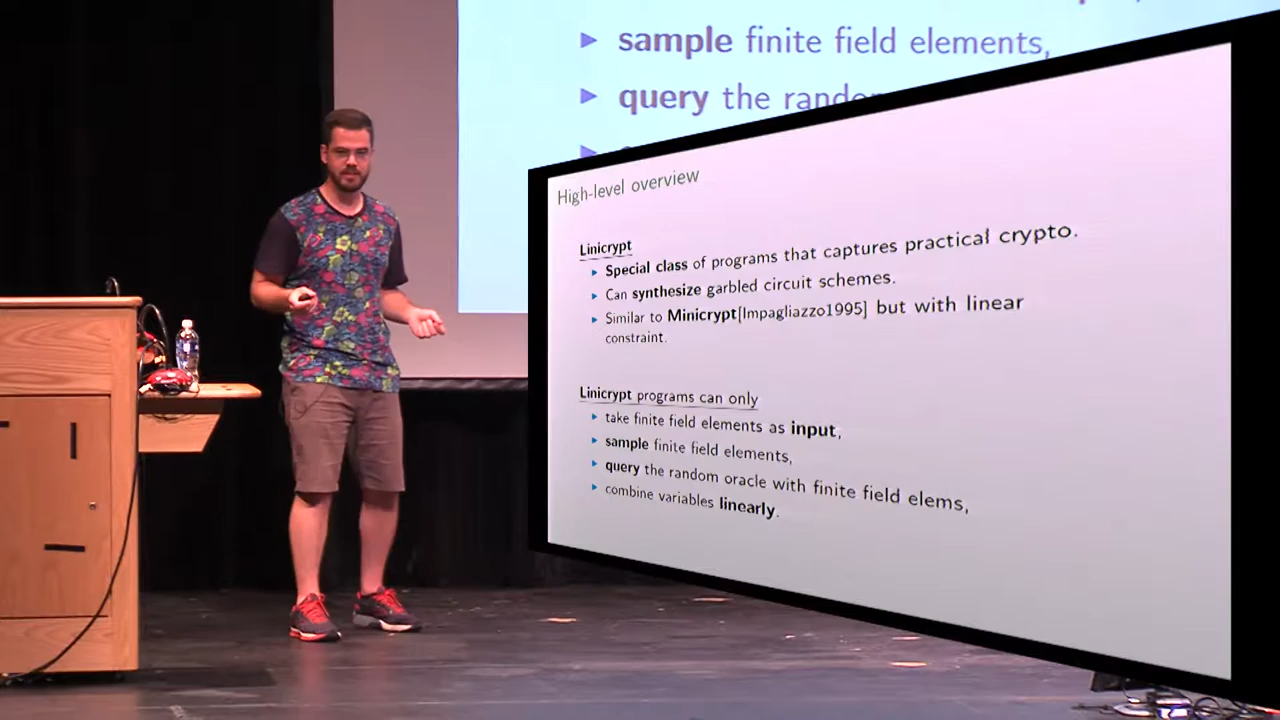 ▶ sample finite field elements,
▶ query the random
High-level overview
Linicrypt
▶ Special class of programs that captures practical crypto.
▶ Can synthesize garbled circuit schemes.
▶ Similar to Minicrypt[Impagliazzo1995] but with linear
constraint.
Linicrypt programs can only
▶ take finite field elements as input,
▶ sample finite field elements,
▶ query the random oracle with finite field elems,
▶ combine variables linearly.